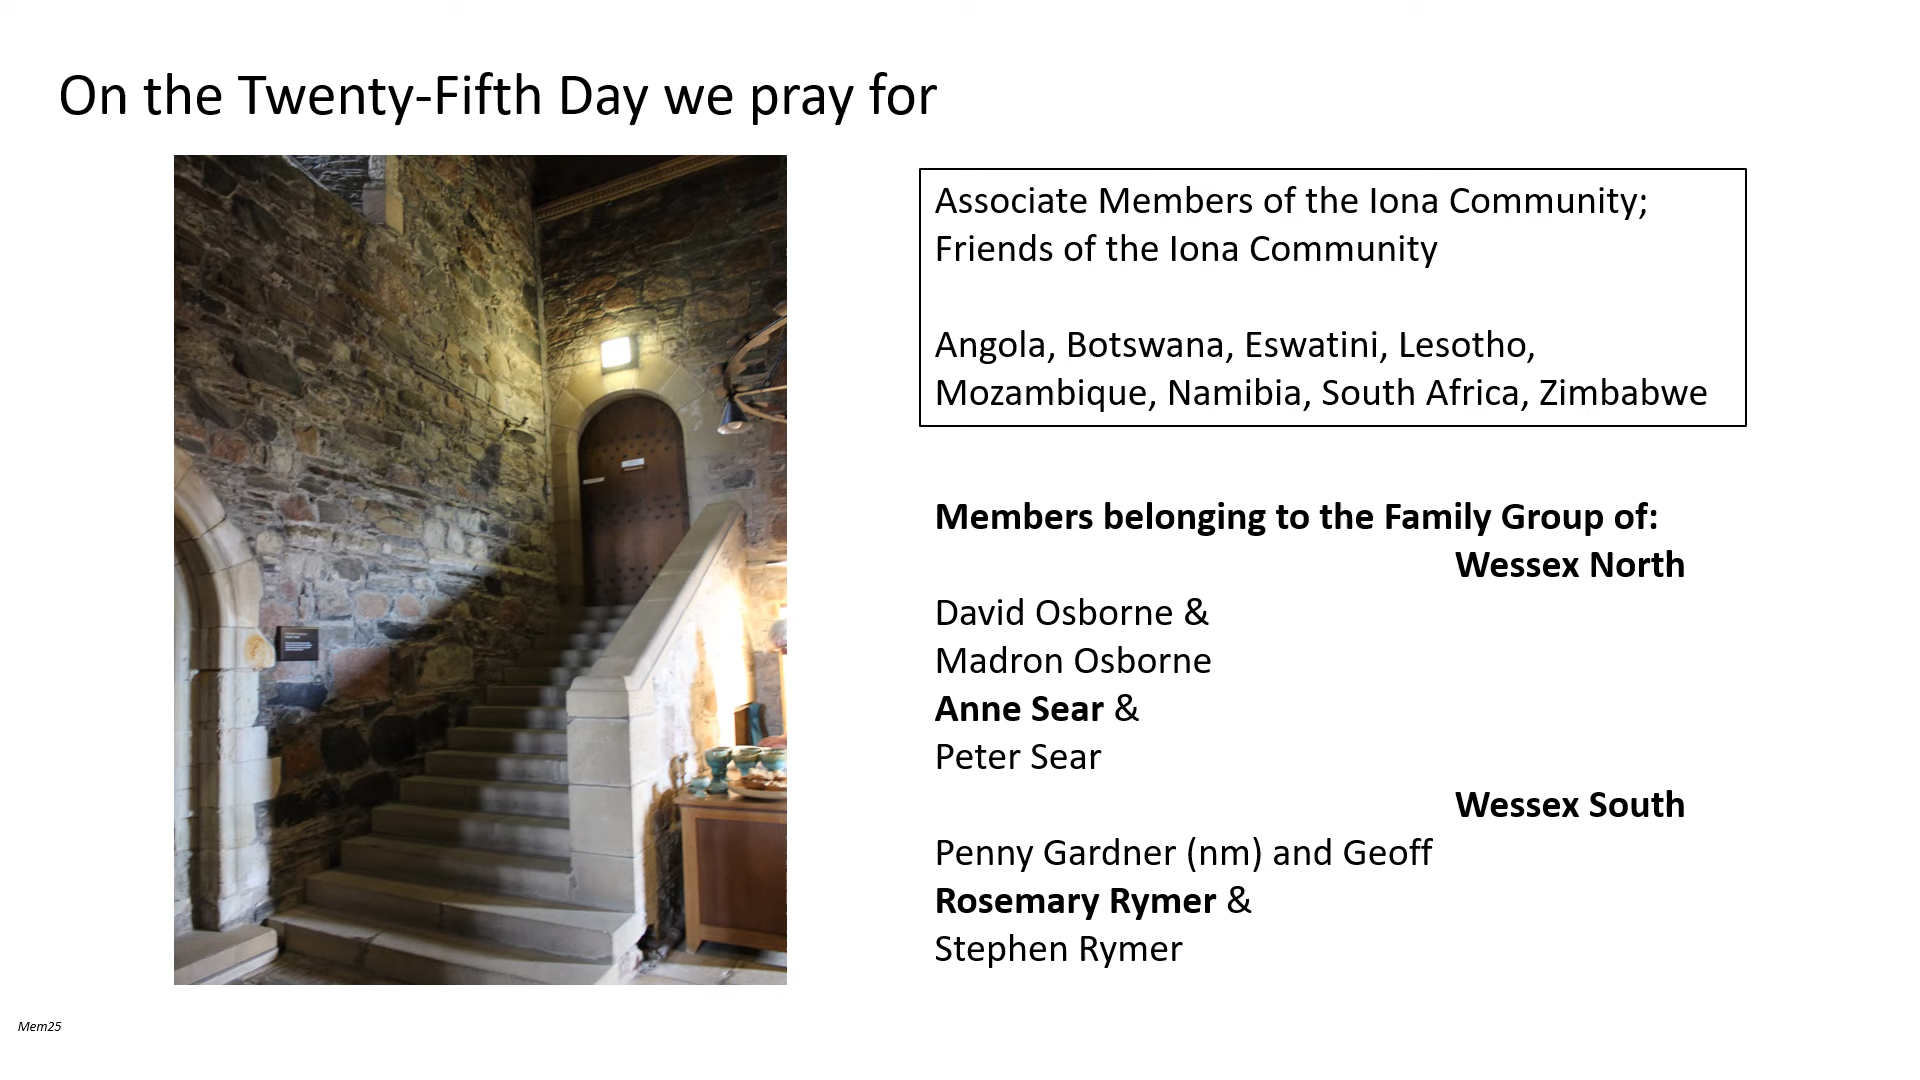 On the Twenty-Fifth Day we pray for
Associate Members of the Iona Community;
Friends of the Iona Community
Angola, Botswana, Eswatini, Lesotho,
Mozambique, Namibia, South Africa, Zimbabwe
Members belonging to the Family Group of:
Wessex North
David Osborne &
Madron Osborne
Anne Sear &
Peter Sear
Wessex South
Penny Gardner (nm) and Geoff
Rosemary Rymer &
Stephen Rymer
Mem25